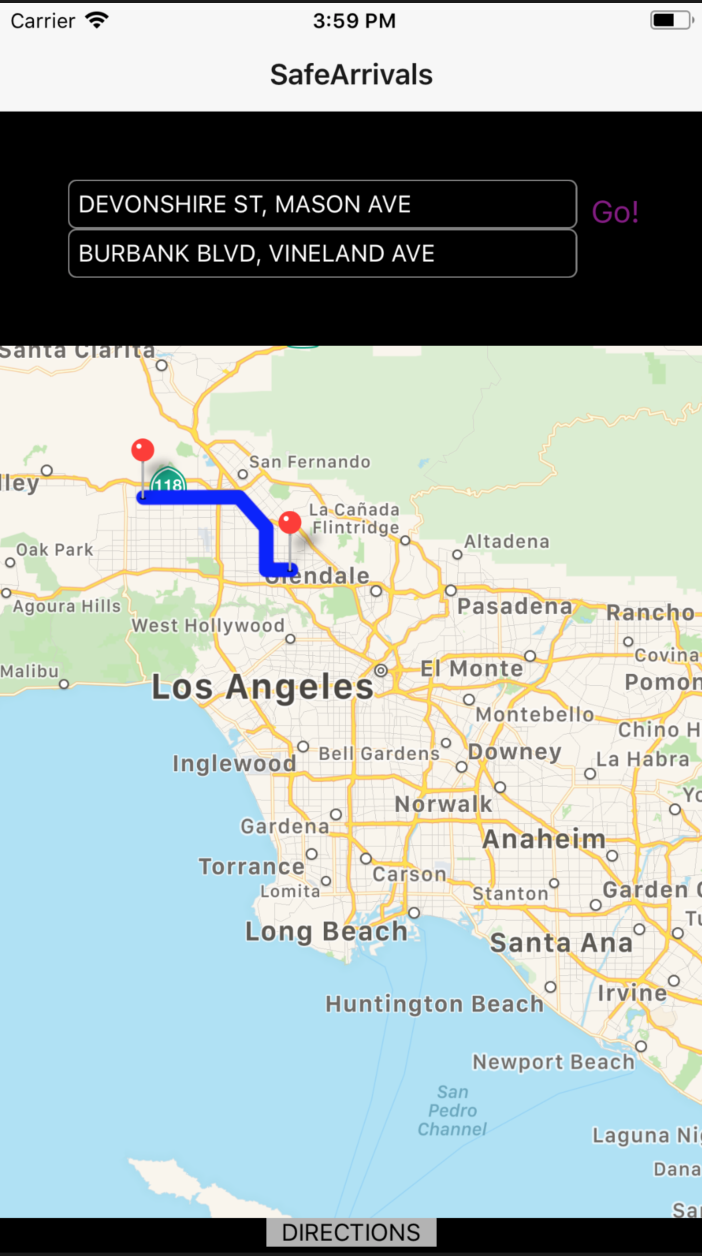 Carrier
3:59 PM
SafeArrivals
DEVONSHIRE ST, MASON AVE
Go!
BURBANK BLVD, VINELAND AVE
Santa Clarita
San Fernando
lley
118
La Cañada
Flintridge
Oak Park
Altadena
Glendale
Agoura Hills
Pasadena
Rancho
West Hollywood
Covina
Malibu
El Monte
Los Angeles
Pomon
Montebello
Chino H
Bell Gardens
Downey
La Habra
Inglewood
Yo
Norwalk
Gardena
Anaheim
Torrance
Carson
Lomita
Stanton
Garden G
Tu
Long Beach
Santa Ana
Irvine
Huntington Beach
Newport Beach
San
Pedro
Channel
Laguna Ni
Dana
Sa
DIRECTIONS